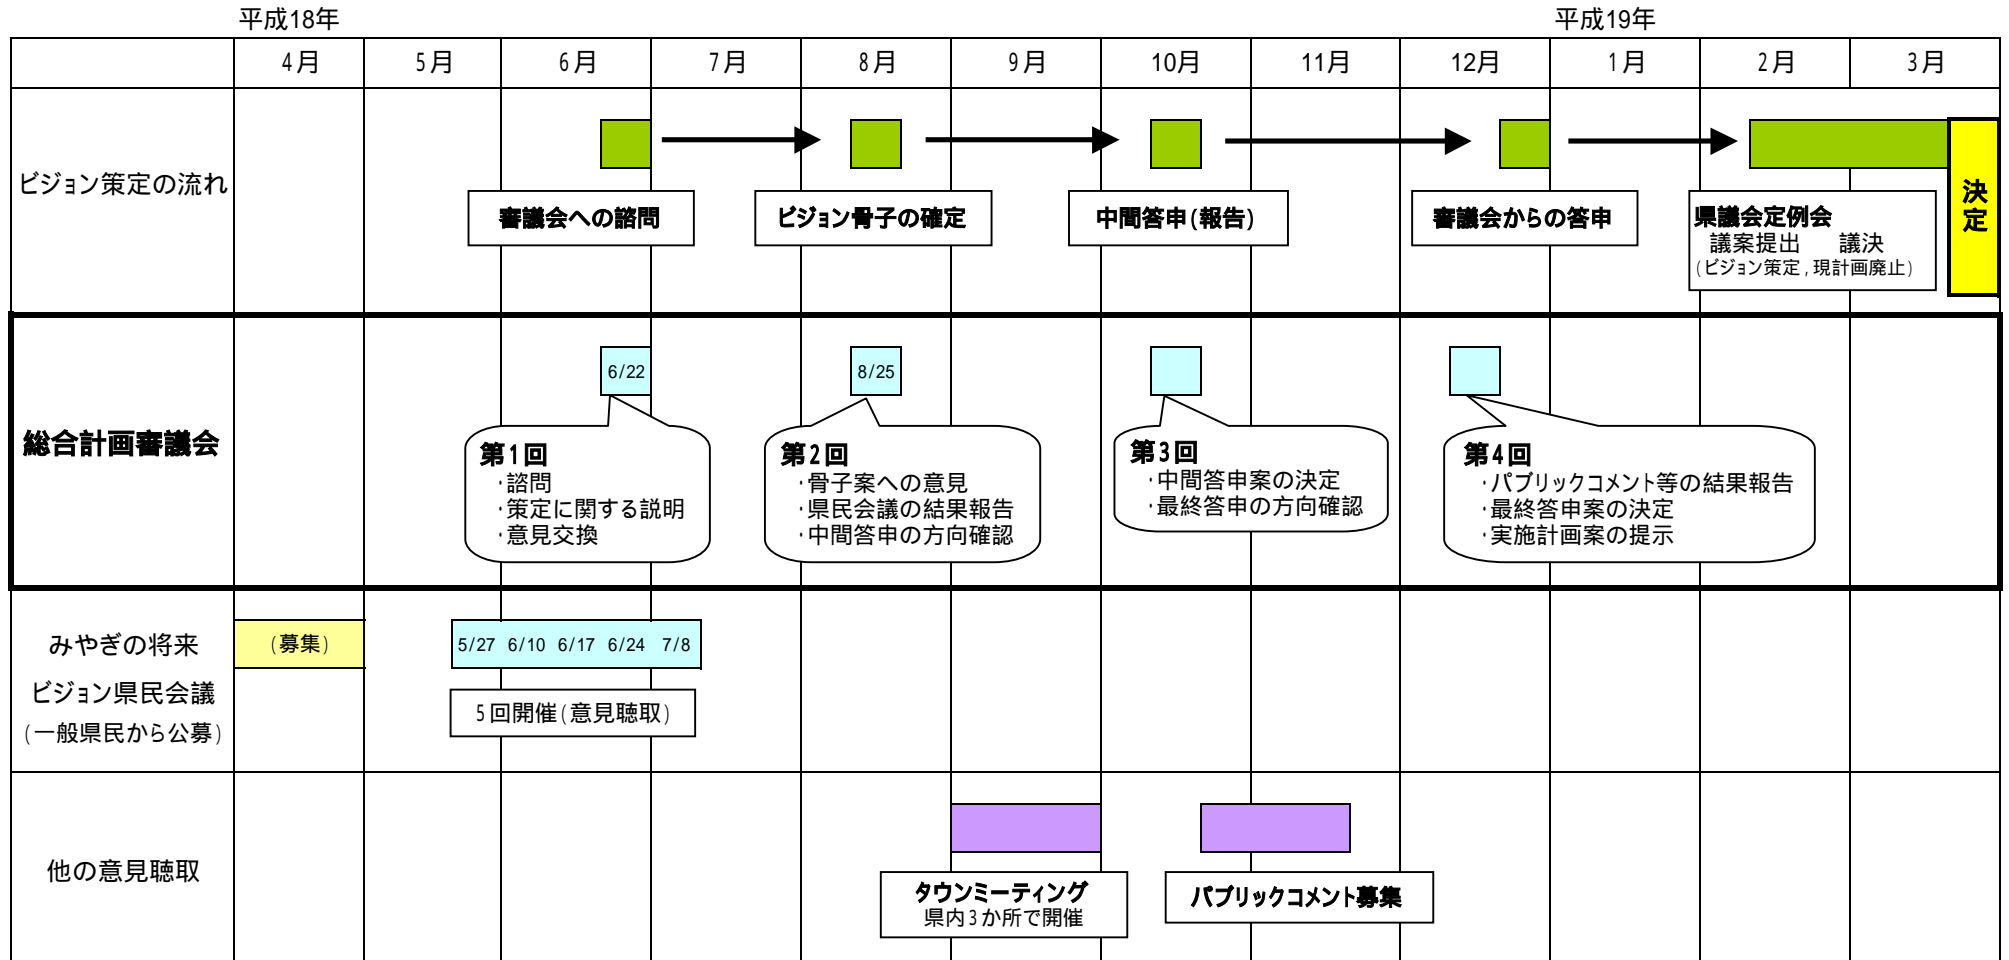 平成18年
平成19年
4月 5月 6月 7月 8月 9月 10月 11月 12月 1月 2月 3月
ビジョン策定の流れ
審議会への諮問
ビジョン骨子の確定
中間答申(報告)
審議会からの答申
県議会定例会
議案提出 議決
(ビジョン策定,現計画廃止)
決定
総合計画審議会
6/22
8/25
第1回
・諮問
・策定に関する説明
・意見交換
第2回
・骨子案への意見
・県民会議の結果報告
・中間答申の方向確認
第3回
・中間答申案の決定
・最終答申の方向確認
第4回
・パブリックコメント等の結果報告
・最終答申案の決定
・実施計画案の提示
みやぎの将来
ビジョン県民会議
(一般県民から公募)
(募集)
5/27 6/10 6/17 6/24 7/8
5回開催(意見聴取)
他の意見聴取
タウンミーティング
県内3か所で開催
パブリックコメント募集